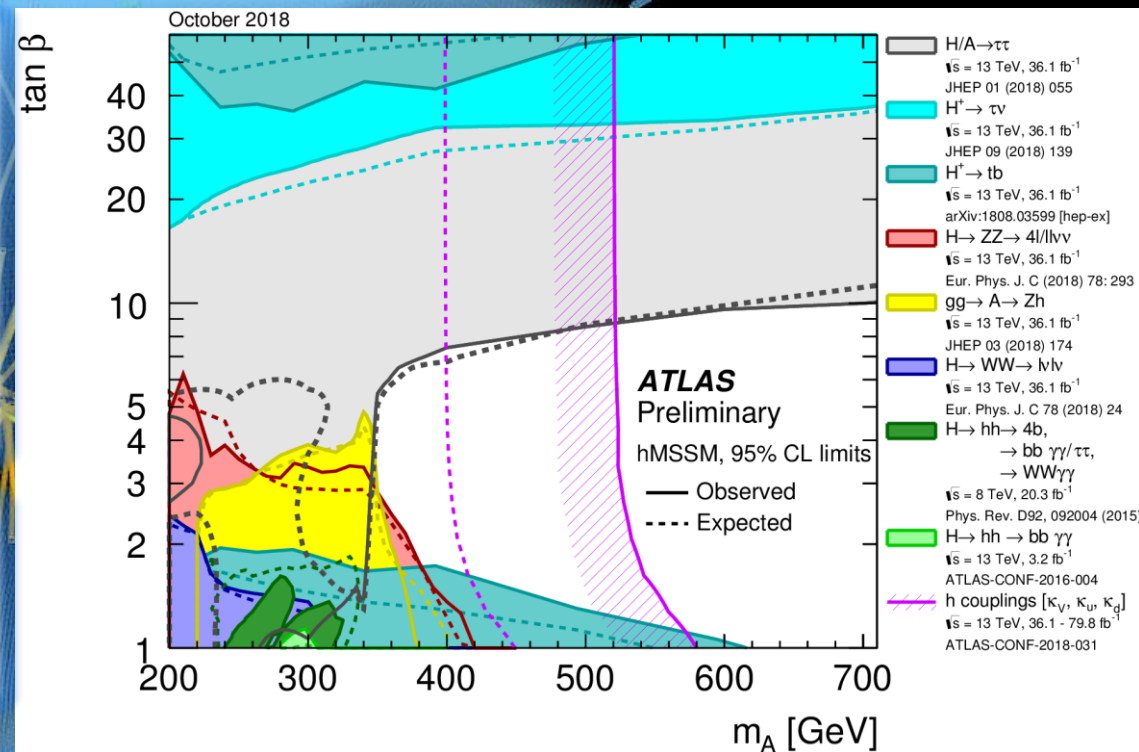 October 2018
tan β
40
30
20
10
5
4
3
2
1
200
300
400
500
600
700
m_A [GeV]
ATLAS
Preliminary
hMSSM, 95% CL limits
Observed
Expected
H/A→ττ
√s = 13 TeV, 36.1 fb⁻¹
JHEP 01 (2018) 055
H⁺→ τν
√s = 13 TeV, 36.1 fb⁻¹
JHEP 09 (2018) 139
H⁺→ tb
√s = 13 TeV, 36.1 fb⁻¹
arXiv:1808.03599 [hep-ex]
H→ ZZ→ 4l/llνν
√s = 13 TeV, 36.1 fb⁻¹
Eur. Phys. J. C (2018) 78: 293
gg→ A→ Zh
√s = 13 TeV, 36.1 fb⁻¹
JHEP 03 (2018) 174
H→ WW→ lνlν
√s = 13 TeV, 36.1 fb⁻¹
Eur. Phys. J. C 78 (2018) 24
H→ hh→ 4b,
→ bb γγ/ττ,
→ WWγγ
√s = 8 TeV, 20.3 fb⁻¹
Phys. Rev. D92, 092004 (2015)
H→ hh → bb γγ
√s = 13 TeV, 3.2 fb⁻¹
ATLAS-CONF-2016-004
h couplings [κ_V, κ_u, κ_d]
√s = 13 TeV, 36.1 - 79.8 fb⁻¹
ATLAS-CONF-2018-031